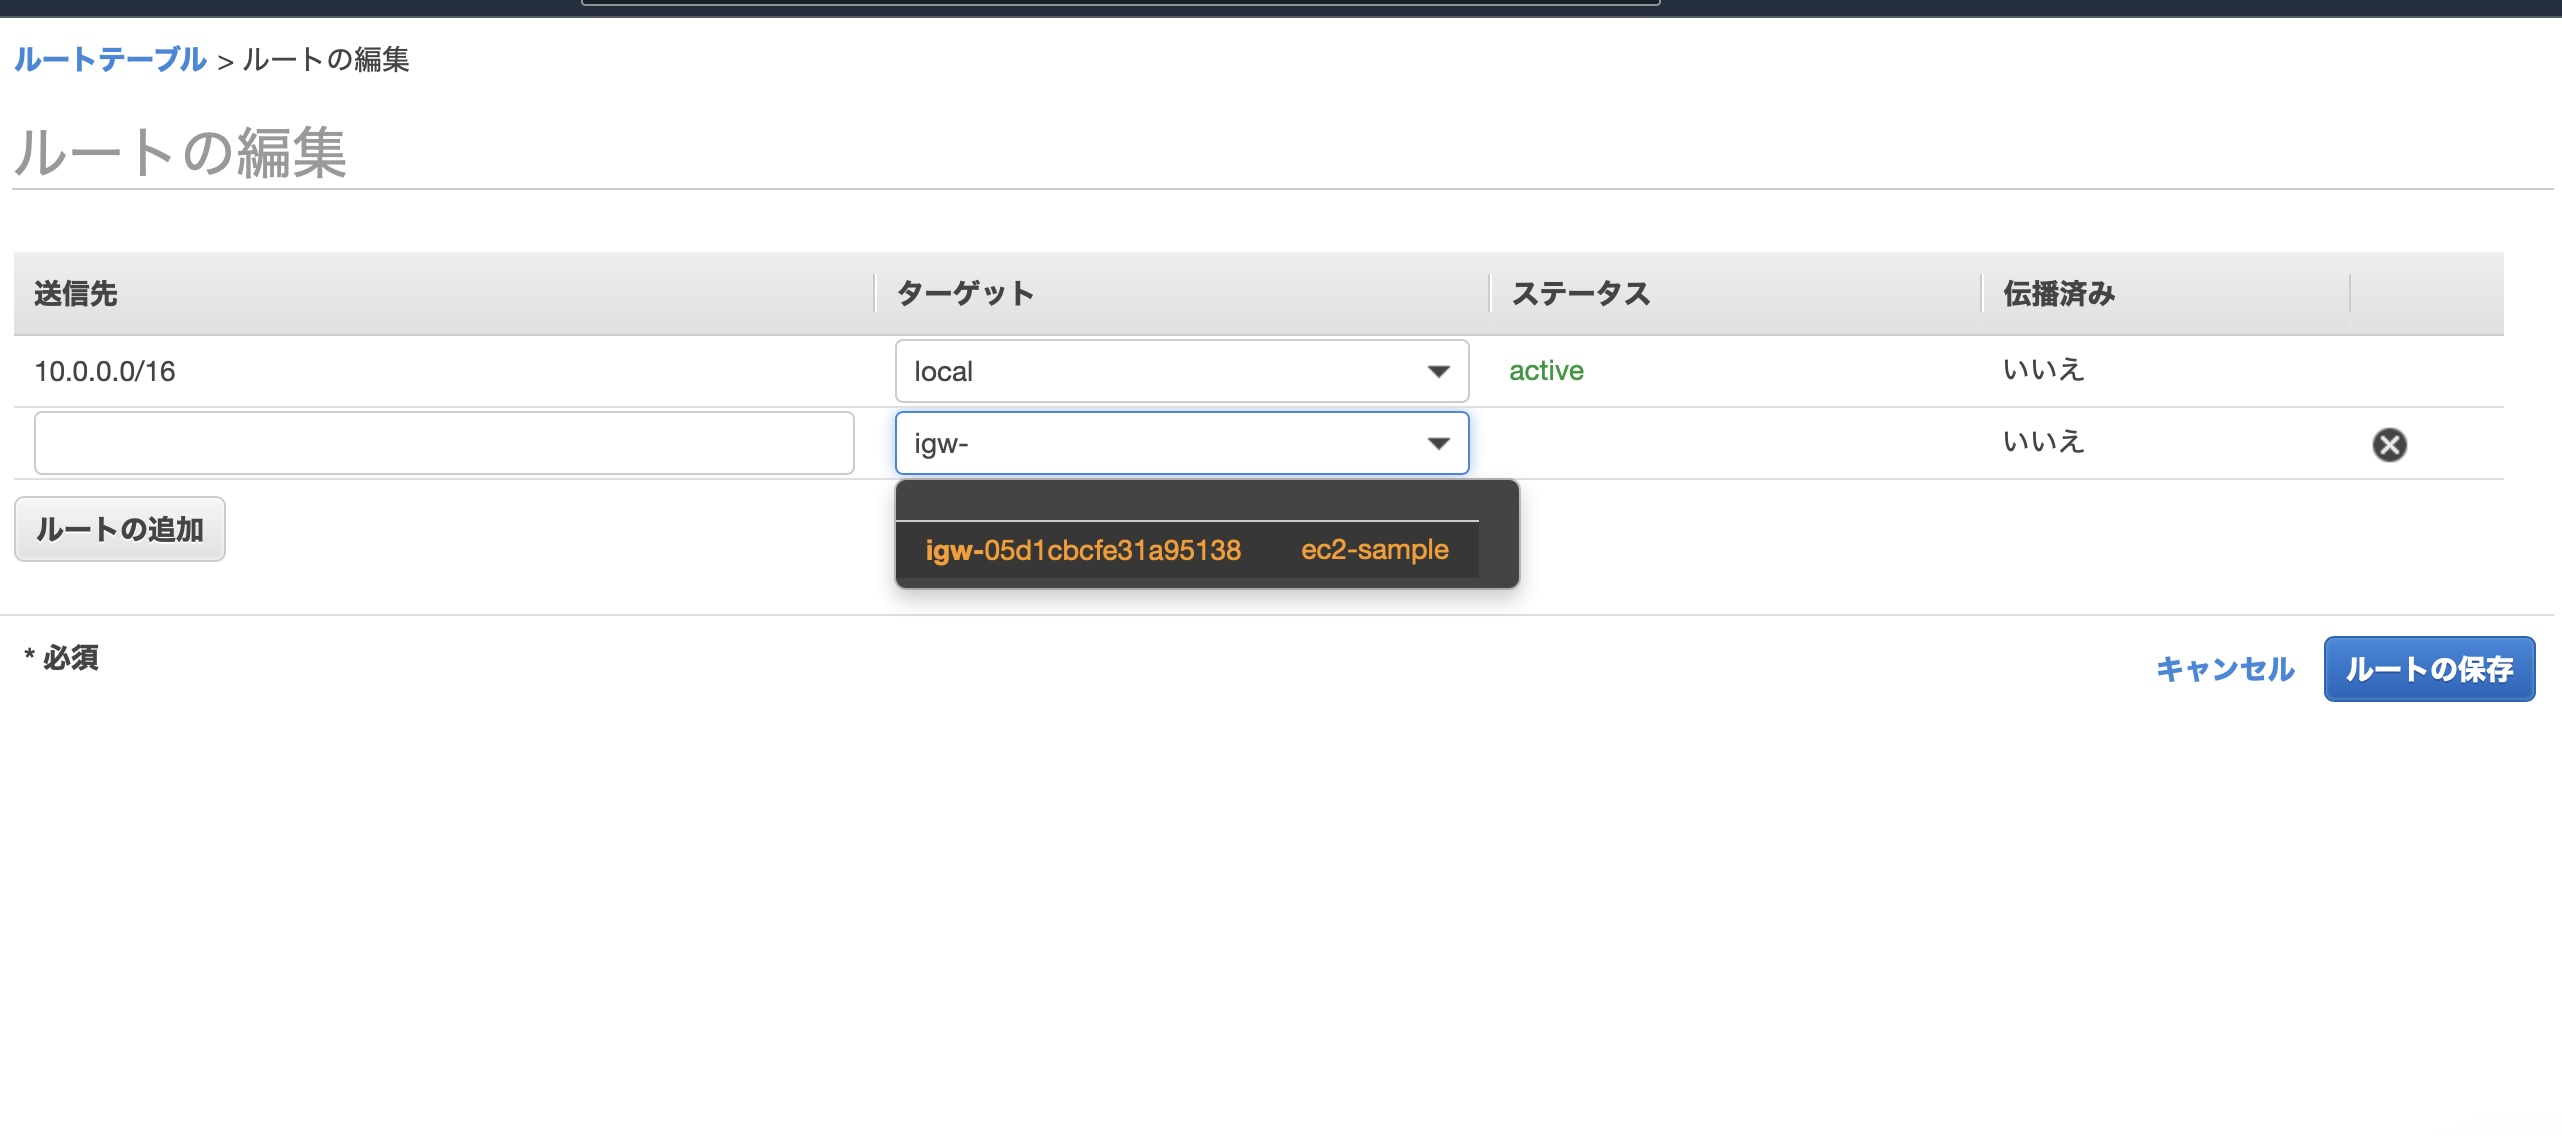 ルートテーブル > ルートの編集
ルートの編集
送信先 ターゲット ステータス 伝播済み
10.0.0.0/16 local active いいえ
igw- いいえ
ルートの追加
igw-05d1cbcfe31a95138 ec2-sample
* 必須
キャンセル ルートの保存